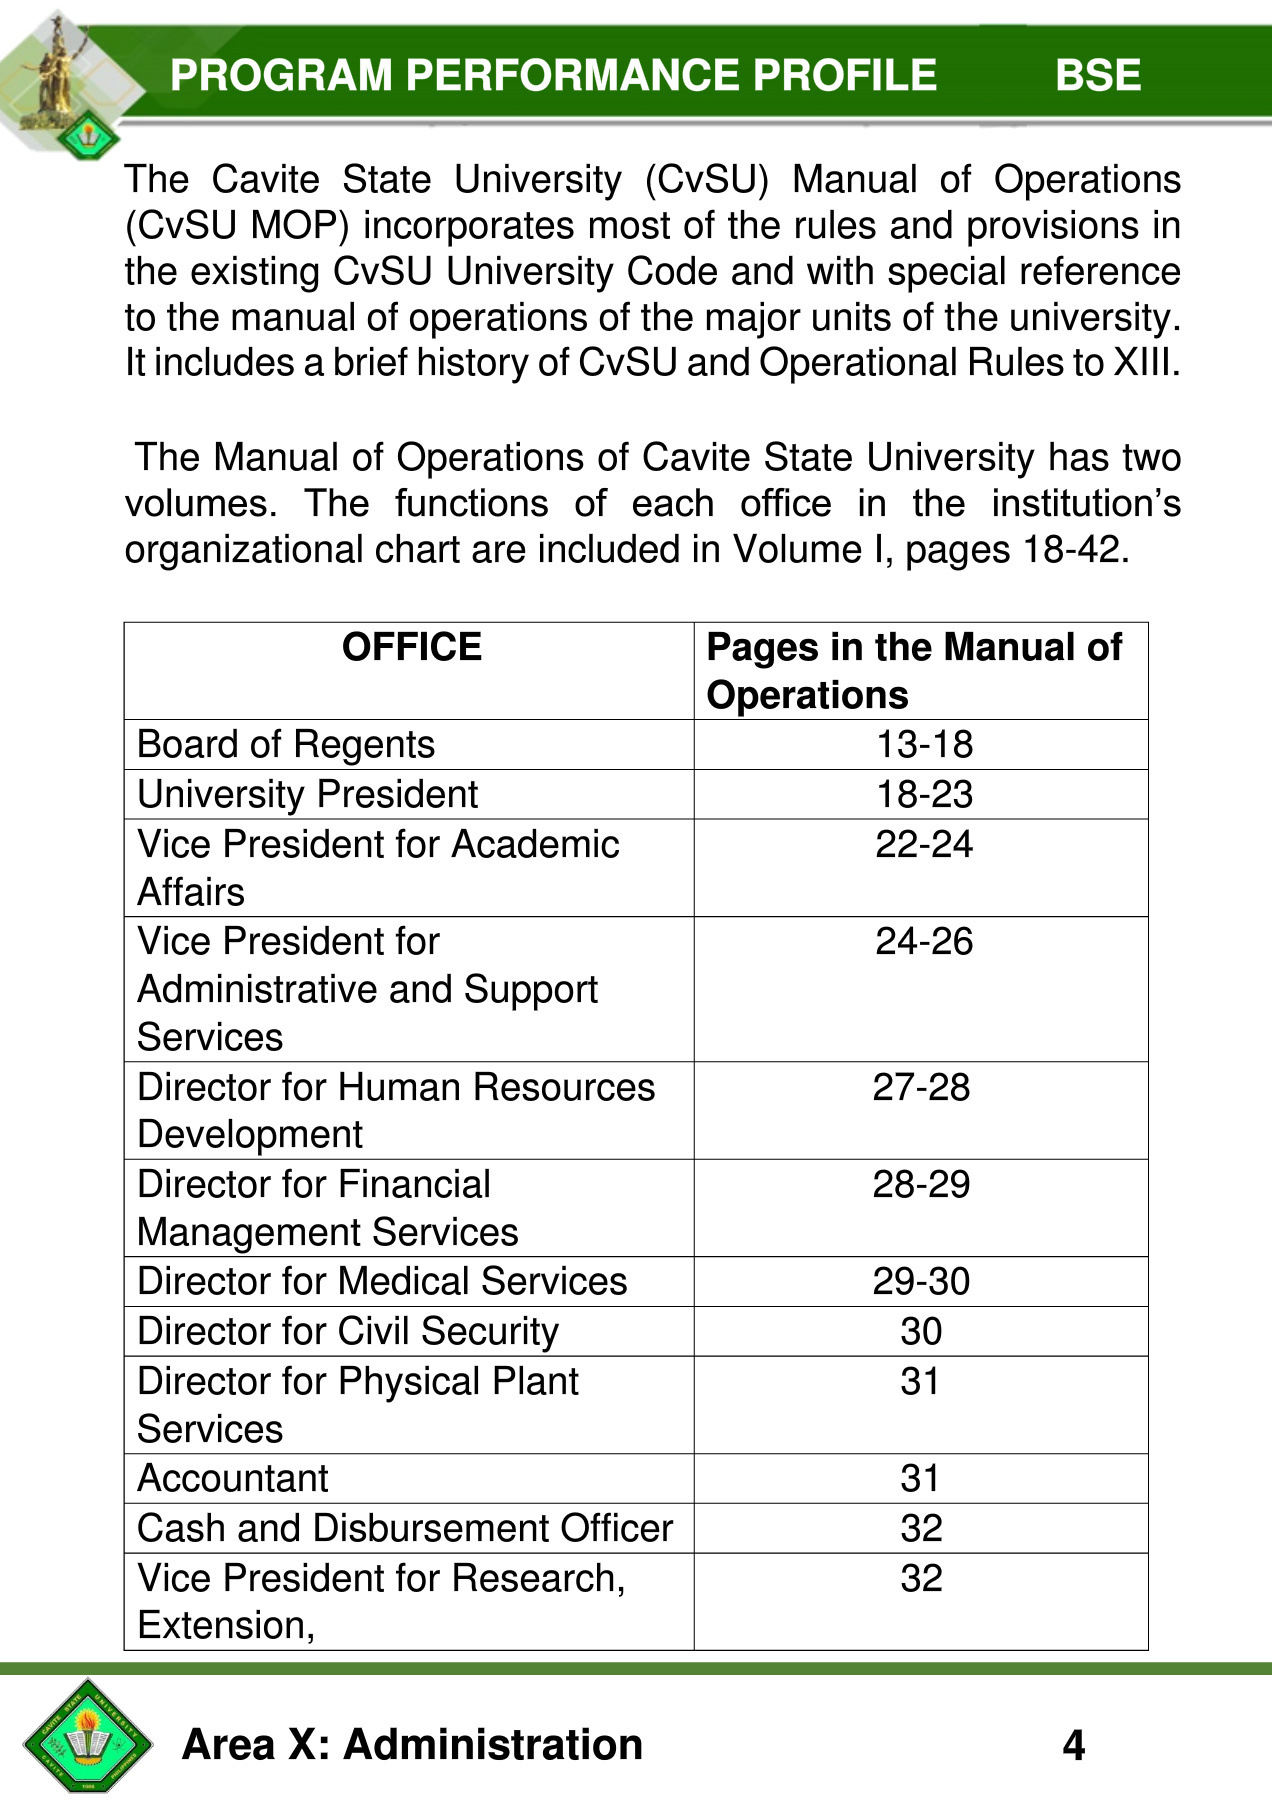 PROGRAM PERFORMANCE PROFILE BSE
The Cavite State University (CvSU) Manual of Operations
(CvSU MOP) incorporates most of the rules and provisions in
the existing CvSU University Code and with special reference
to the manual of operations of the major units of the university.
It includes a brief history of CvSU and Operational Rules to XIII.
The Manual of Operations of Cavite State University has two
volumes. The functions of each office in the institution’s
organizational chart are included in Volume I, pages 18-42.
OFFICE Pages in the Manual of
Operations
Board of Regents 13-18
University President 18-23
Vice President for Academic 22-24
Affairs
Vice President for 24-26
Administrative and Support
Services
Director for Human Resources 27-28
Development
Director for Financial 28-29
Management Services
Director for Medical Services 29-30
Director for Civil Security 30
Director for Physical Plant 31
Services
Accountant 31
Cash and Disbursement Officer 32
Vice President for Research, 32
Extension,
CAVITE STATE UNIVERSITY
CAVITE 1906 PHILIPPINES
Area X: Administration 4